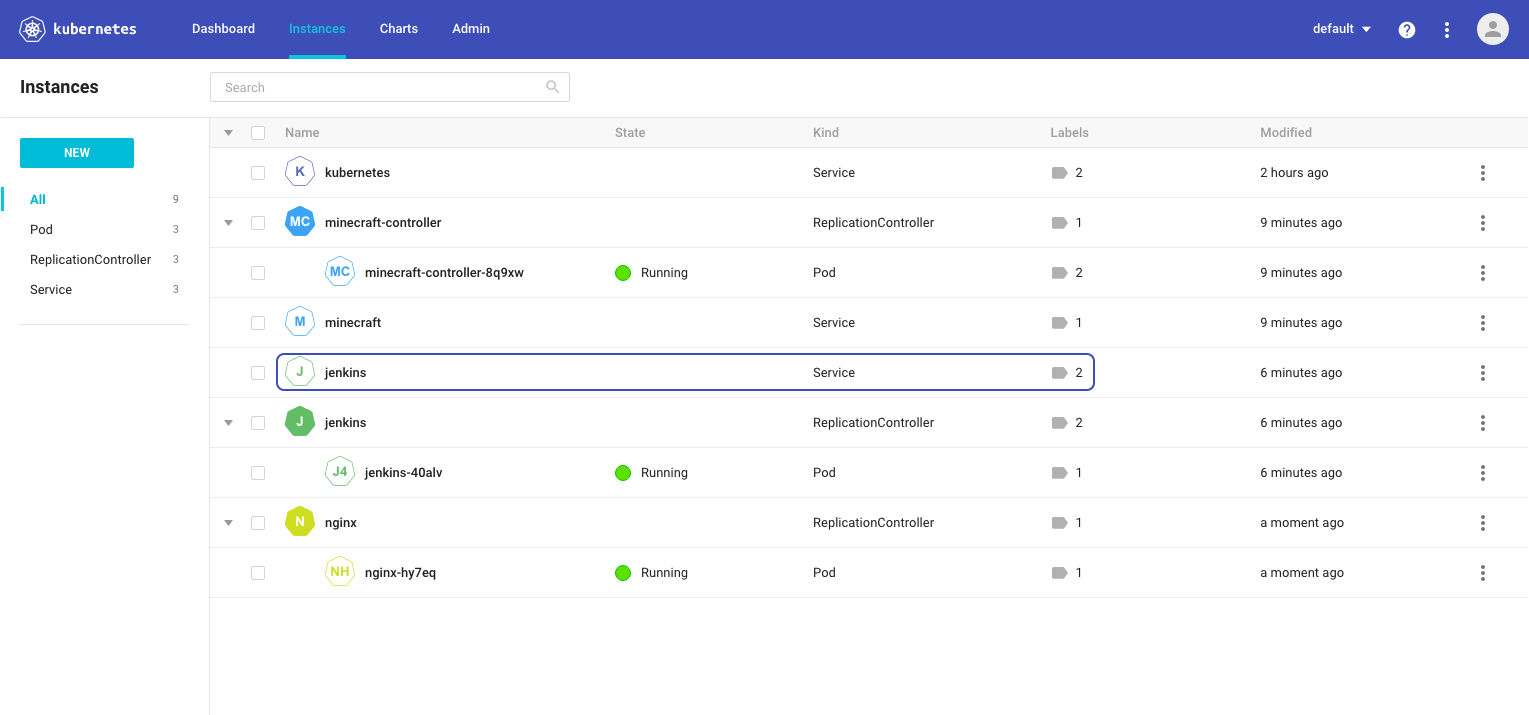 kubernetes Dashboard Instances Charts Admin default ?
Instances Search
Name State Kind Labels Modified
NEW
All 9
Pod 3
ReplicationController 3
Service 3
K kubernetes Service 2 2 hours ago
MC minecraft-controller ReplicationController 1 9 minutes ago
MC minecraft-controller-8q9xw Running Pod 2 9 minutes ago
M minecraft Service 1 9 minutes ago
J jenkins Service 2 6 minutes ago
J jenkins ReplicationController 2 6 minutes ago
J4 jenkins-40alv Running Pod 1 6 minutes ago
N nginx ReplicationController 1 a moment ago
NH nginx-hy7eq Running Pod 1 a moment ago